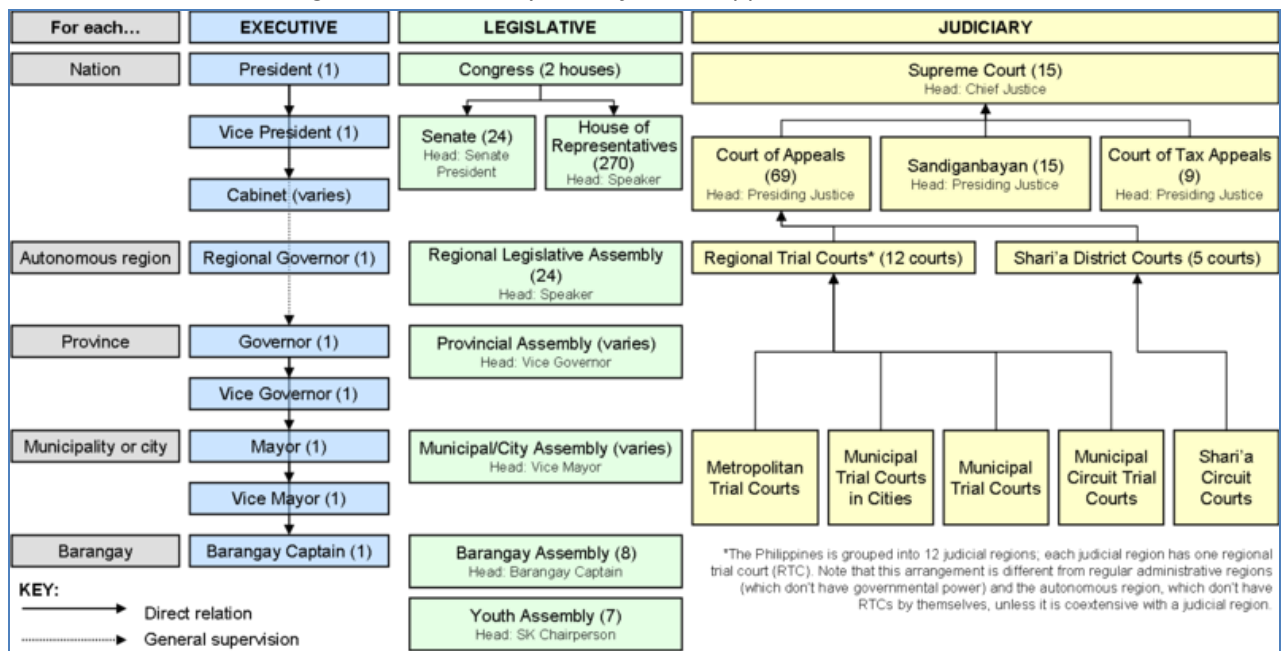 For each…
EXECUTIVE
LEGISLATIVE
JUDICIARY
Nation
President (1)
Congress (2 houses)
Supreme Court (15)
Head: Chief Justice
Vice President (1)
Senate (24)
Head: Senate
President
House of
Representatives
(270)
Head: Speaker
Court of Appeals
(69)
Head: Presiding Justice
Sandiganbayan (15)
Head: Presiding Justice
Court of Tax Appeals
(9)
Head: Presiding Justice
Cabinet (varies)
Autonomous region
Regional Governor (1)
Regional Legislative Assembly
(24)
Head: Speaker
Regional Trial Courts* (12 courts)
Shari'a District Courts (5 courts)
Province
Governor (1)
Provincial Assembly (varies)
Head: Vice Governor
Vice Governor (1)
Municipality or city
Mayor (1)
Municipal/City Assembly (varies)
Head: Vice Mayor
Metropolitan
Trial Courts
Municipal
Trial Courts
in Cities
Municipal
Trial Courts
Municipal
Circuit Trial
Courts
Shari'a
Circuit
Courts
Vice Mayor (1)
Barangay
Barangay Captain (1)
Barangay Assembly (8)
Head: Barangay Captain
*The Philippines is grouped into 12 judicial regions; each judicial region has one regional
trial court (RTC). Note that this arrangement is different from regular administrative regions
(which don't have governmental power) and the autonomous region, which don't have
RTCs by themselves, unless it is coextensive with a judicial region.
KEY:
Direct relation
General supervision
Youth Assembly (7)
Head: SK Chairperson